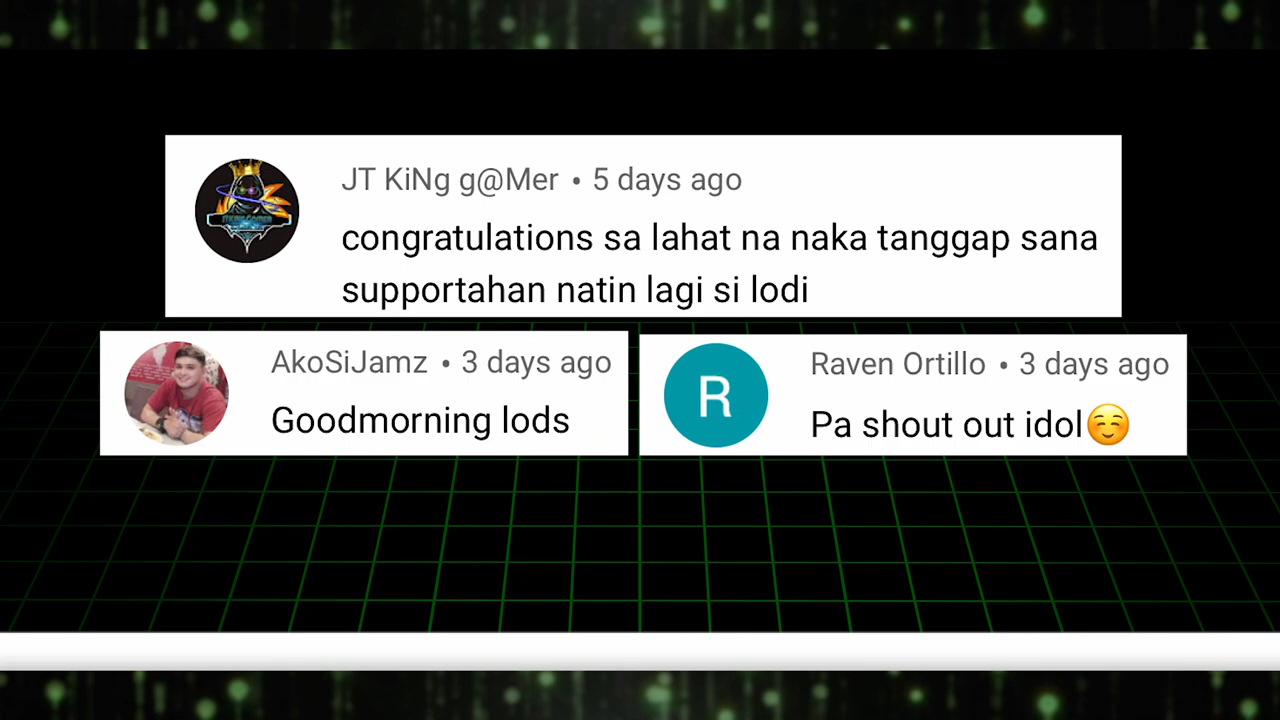 JT KiNg g@Mer • 5 days ago
congratulations sa lahat na naka tanggap sana
supportahan natin lagi si lodi
AkoSiJamz • 3 days ago
Goodmorning lods
R
Raven Ortillo • 3 days ago
Pa shout out idol☺️